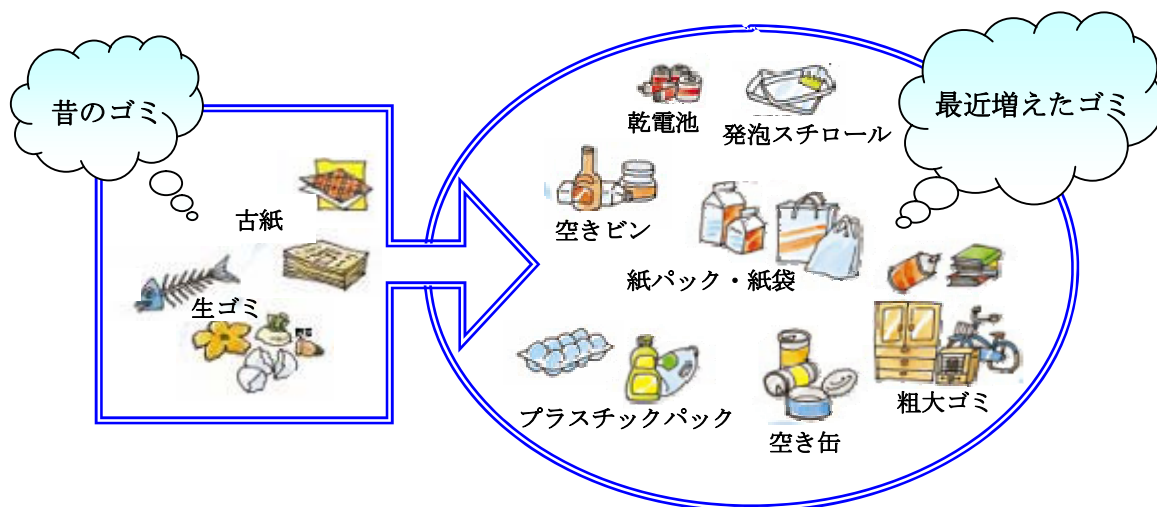 昔のゴミ
古紙
生ゴミ
最近増えたゴミ
乾電池
発泡スチロール
空きビン
紙パック・紙袋
プラスチックパック
空き缶
粗大ゴミ